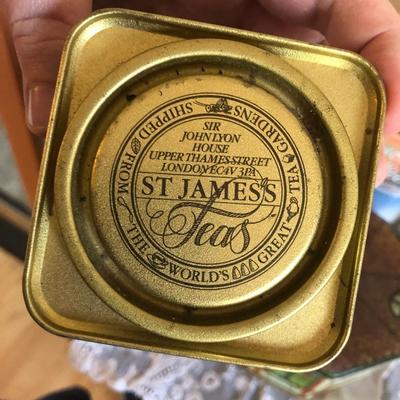 SHIPPED FROM THE WORLD'S GREAT TEA GARDENS
SIR
JOHN LYON
HOUSE
UPPER THAMES STREET
LONDON EC4V 3PA
ST JAMES'S
Teas